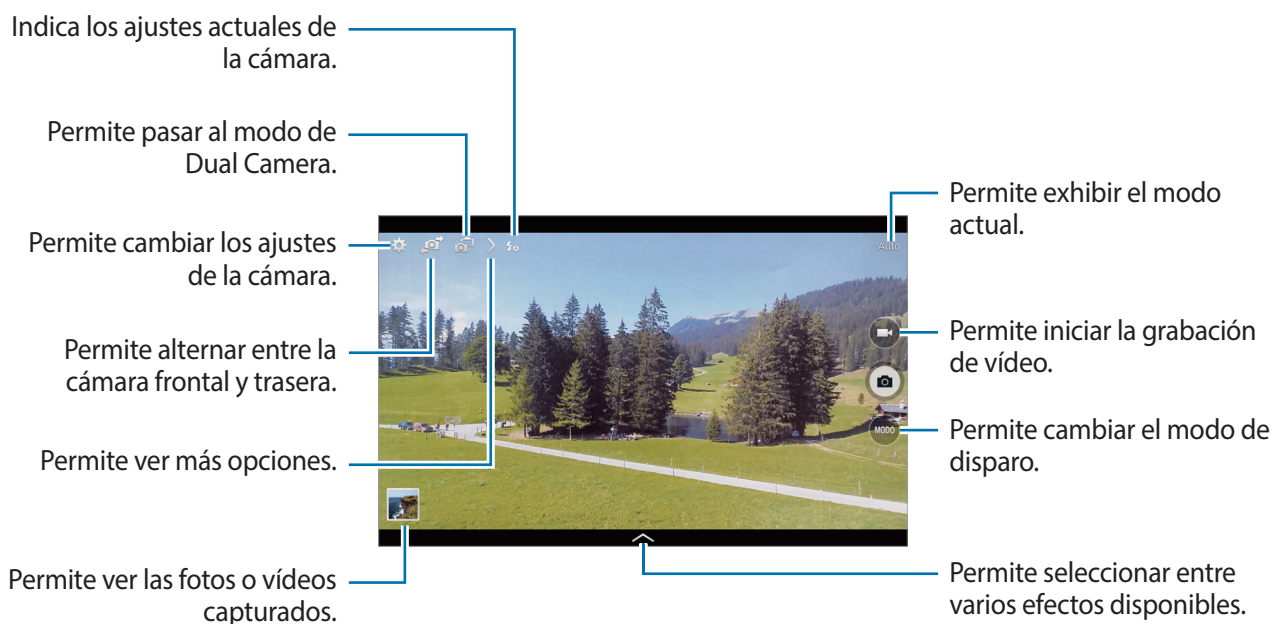 Indica los ajustes actuales de
la cámara.
Permite pasar al modo de
Dual Camera.
Permite cambiar los ajustes
de la cámara.
Permite alternar entre la
cámara frontal y trasera.
Permite ver más opciones.
Permite ver las fotos o vídeos
capturados.
Auto
MODO
Permite exhibir el modo
actual.
Permite iniciar la grabación
de vídeo.
Permite cambiar el modo de
disparo.
Permite seleccionar entre
varios efectos disponibles.